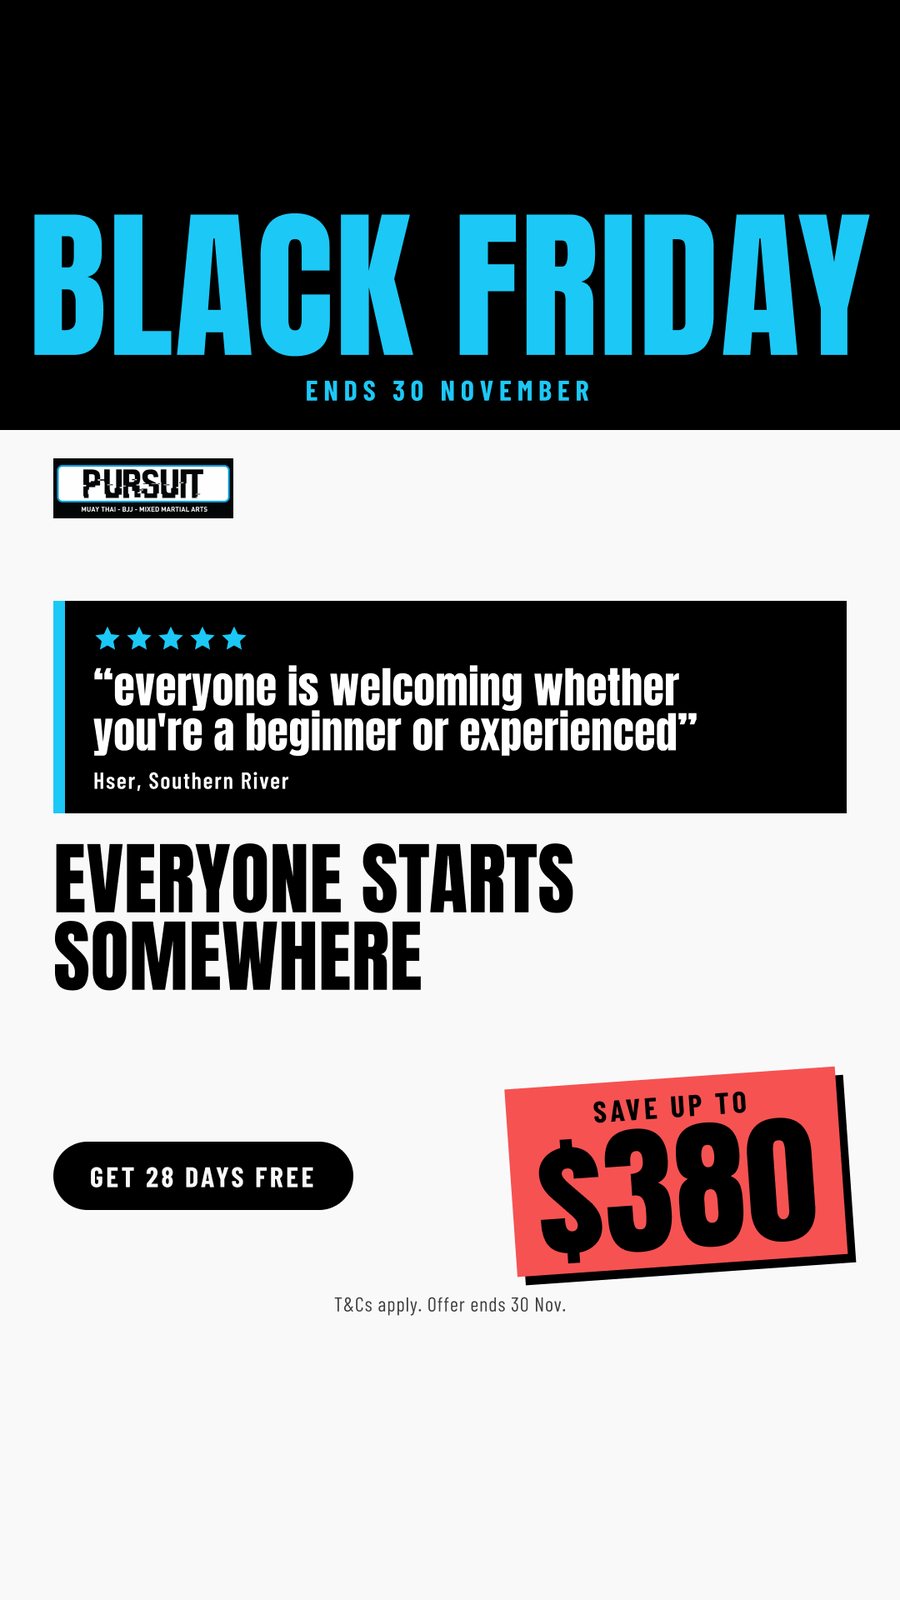 BLACK FRIDAY
ENDS 30 NOVEMBER
PURSUIT
MUAY THAI - BJJ - MIXED MARTIAL ARTS
“everyone is welcoming whether
you're a beginner or experienced”
Hser, Southern River
EVERYONE STARTS
SOMEWHERE
SAVE UP TO
$380
GET 28 DAYS FREE
T&Cs apply. Offer ends 30 Nov.